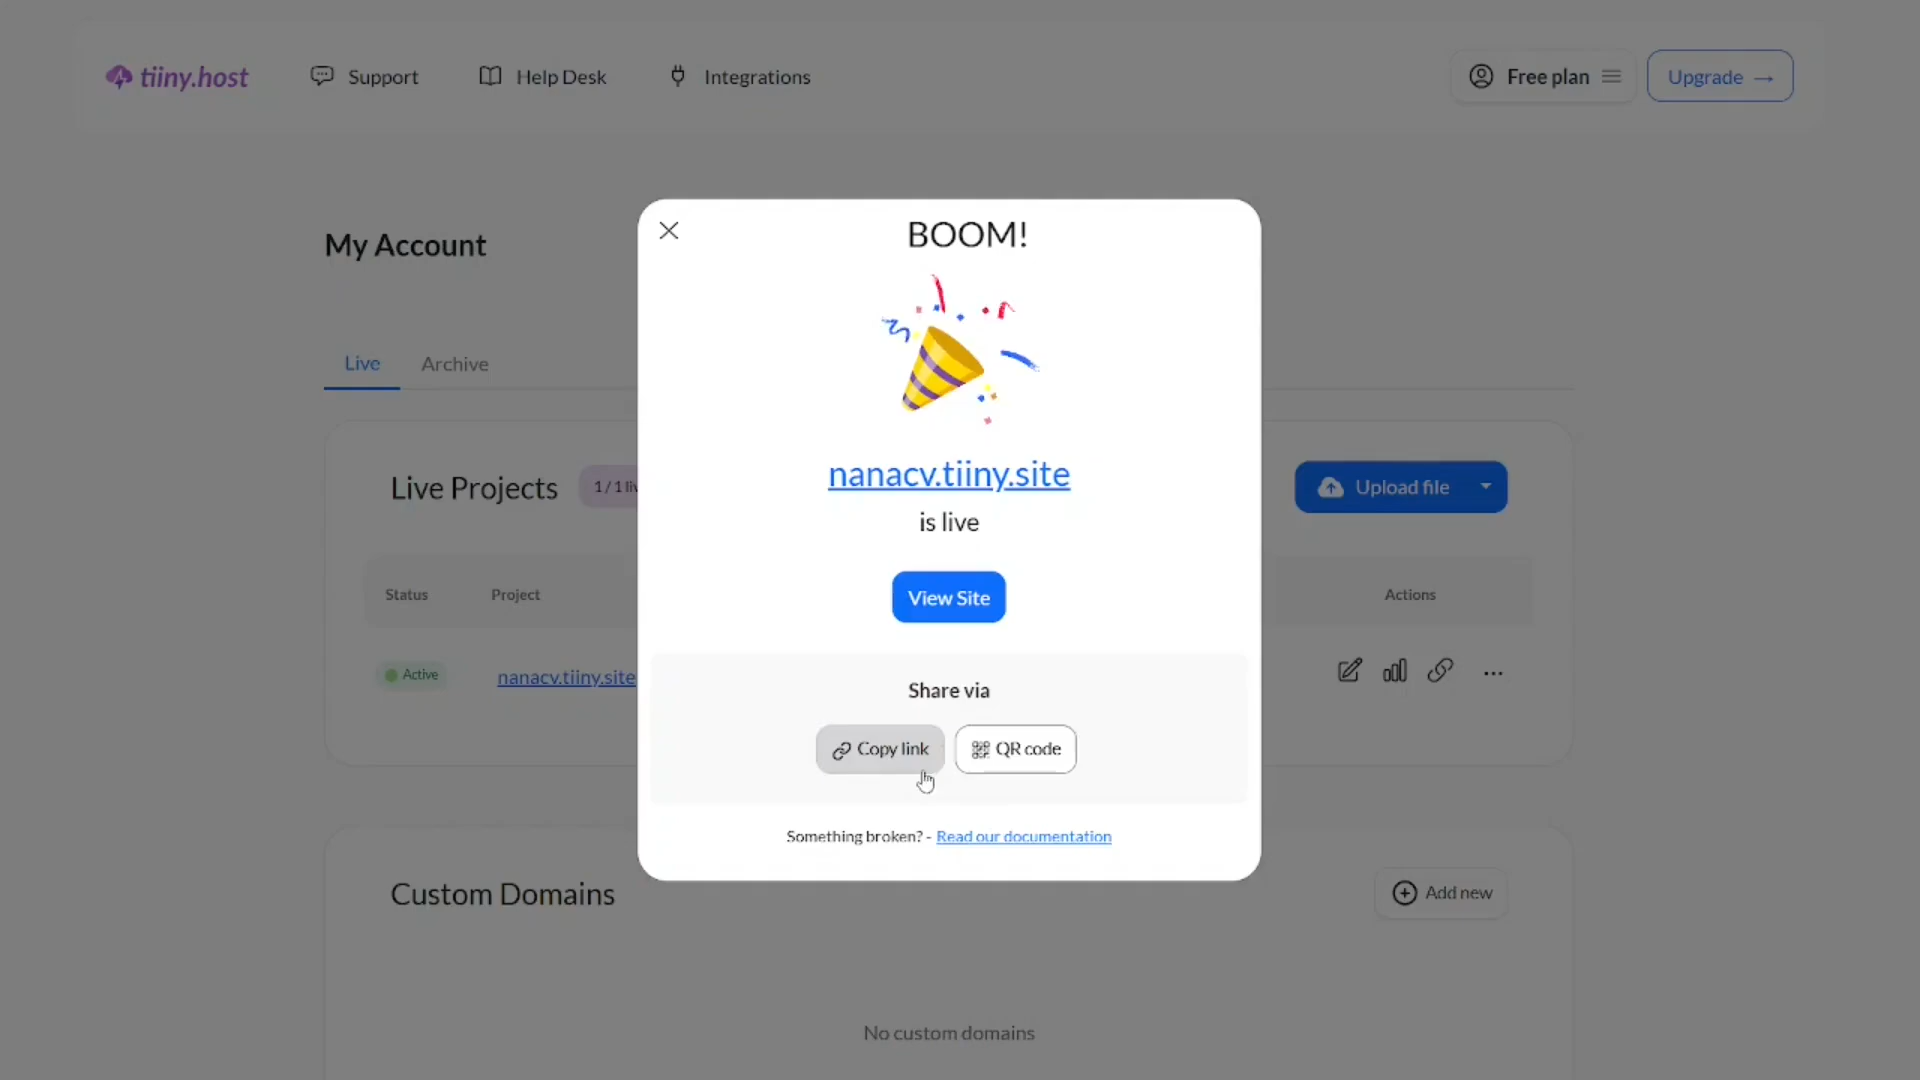 tiiny.host
Support
Help Desk
Integrations
Free plan
Upgrade →
My Account
Live
Archive
BOOM!
nanacv.tiiny.site
is live
View Site
Share via
Copy link
QR code
Something broken? - Read our documentation
Live Projects
1 / 1
Upload file
Status
Project
Actions
Active
nanacv.tiiny.site
Custom Domains
Add new
No custom domains